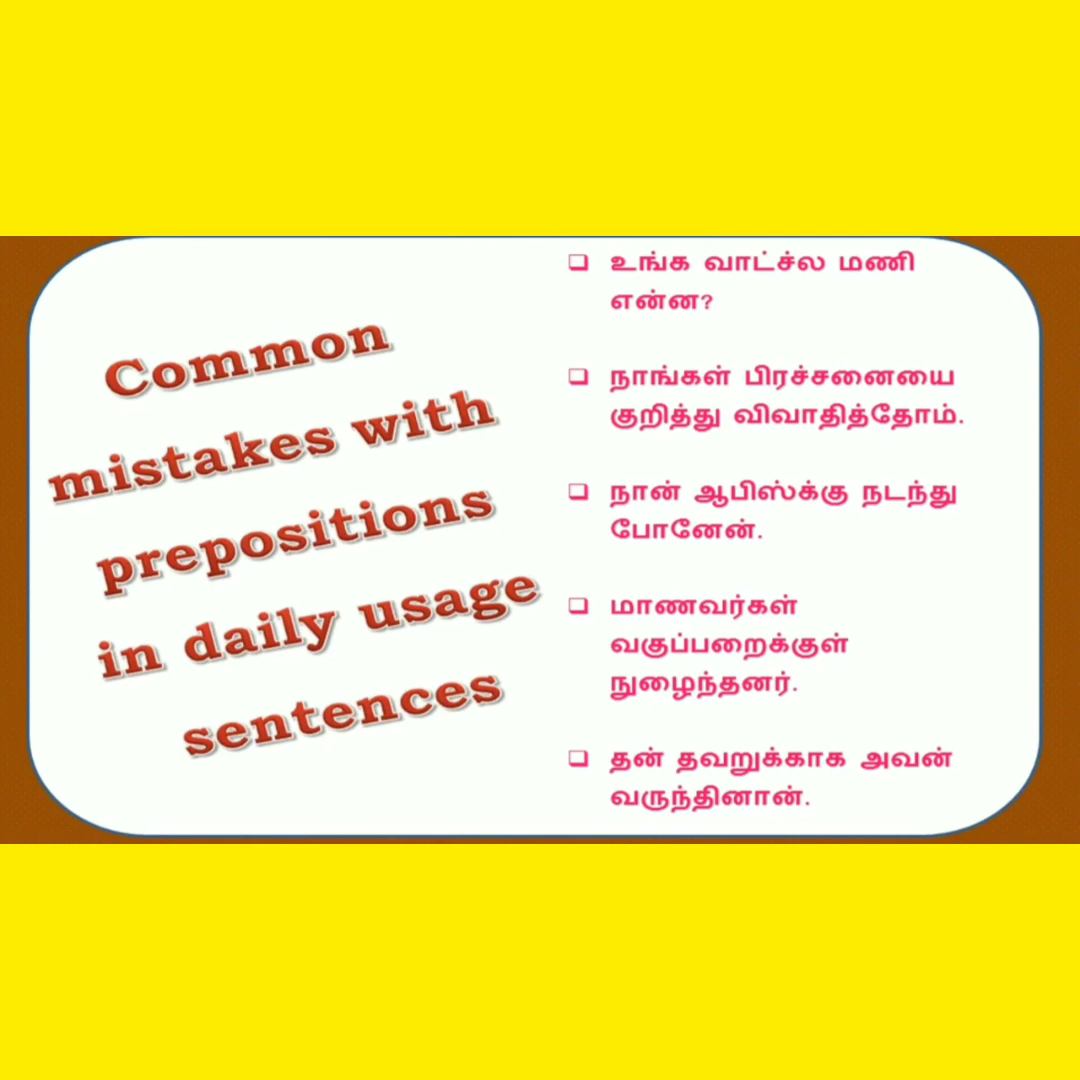 Common
mistakes with
prepositions
in daily usage
sentences
❑ உங்க வாட்ச்ல மணி
என்ன?
❑ நாங்கள் பிரச்சனையை
குறித்து விவாதித்தோம்.
❑ நான் ஆபிஸ்க்கு நடந்து
போனேன்.
❑ மாணவர்கள்
வகுப்பறைக்குள்
நுழைந்தனர்.
❑ தன் தவறுக்காக அவன்
வருந்தினான்.